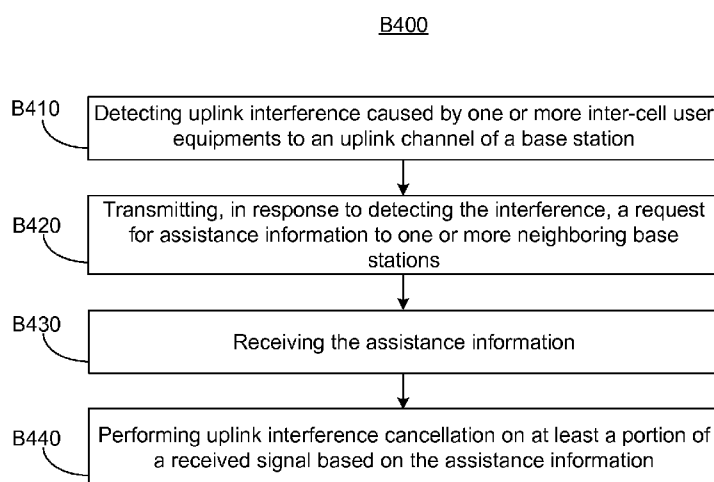 B400
B410
Detecting uplink interference caused by one or more inter-cell user
equipments to an uplink channel of a base station
B420
Transmitting, in response to detecting the interference, a request
for assistance information to one or more neighboring base
stations
B430
Receiving the assistance information
B440
Performing uplink interference cancellation on at least a portion of
a received signal based on the assistance information